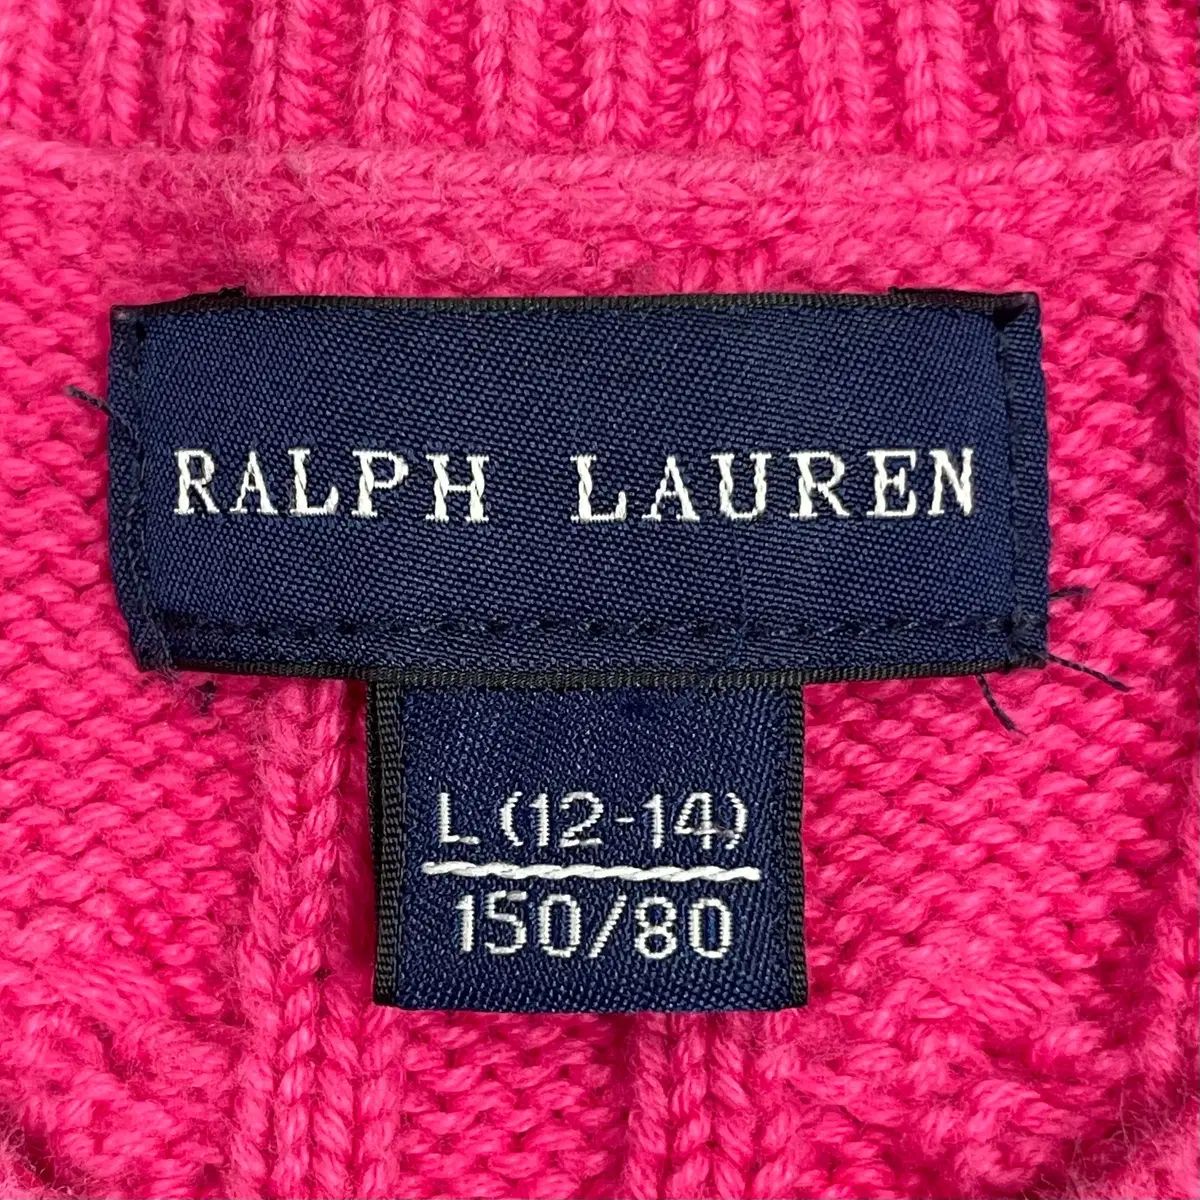 RALPH LAUREN
L (12-14)
150/80